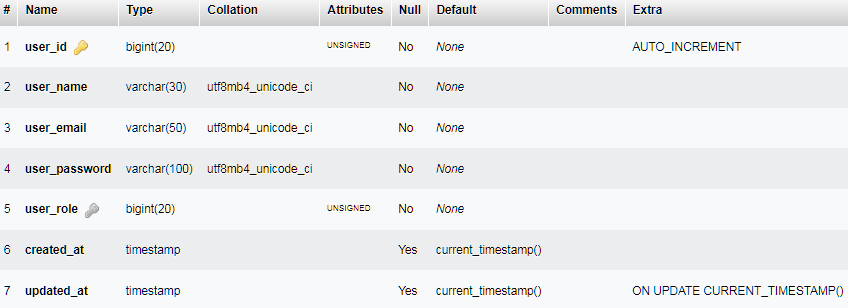 # Name Type Collation Attributes Null Default Comments Extra
1 user_id bigint(20) UNSIGNED No None AUTO_INCREMENT
2 user_name varchar(30) utf8mb4_unicode_ci No None
3 user_email varchar(50) utf8mb4_unicode_ci No None
4 user_password varchar(100) utf8mb4_unicode_ci No None
5 user_role bigint(20) UNSIGNED No None
6 created_at timestamp Yes current_timestamp()
7 updated_at timestamp Yes current_timestamp() ON UPDATE CURRENT_TIMESTAMP()